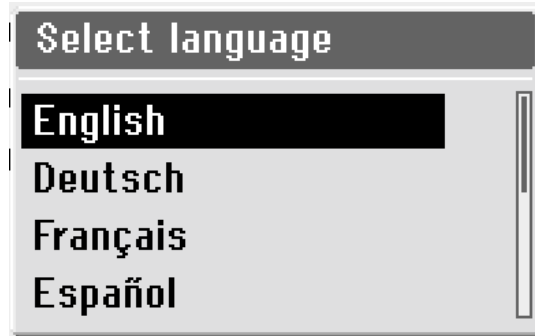 Select language
English
Deutsch
Français
Español